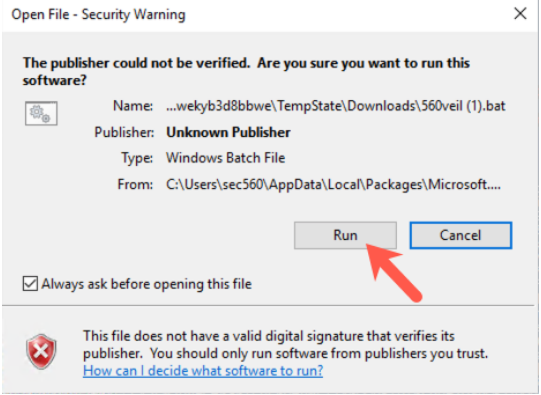 Open File - Security Warning
The publisher could not be verified.  Are you sure you want to run this
software?
Name: ...wekyb3d8bbwe\TempState\Downloads\560veil (1).bat
Publisher: Unknown Publisher
Type: Windows Batch File
From: C:\Users\sec560\AppData\Local\Packages\Microsoft....
Run Cancel
Always ask before opening this file
This file does not have a valid digital signature that verifies its
publisher.  You should only run software from publishers you trust.
How can I decide what software to run?